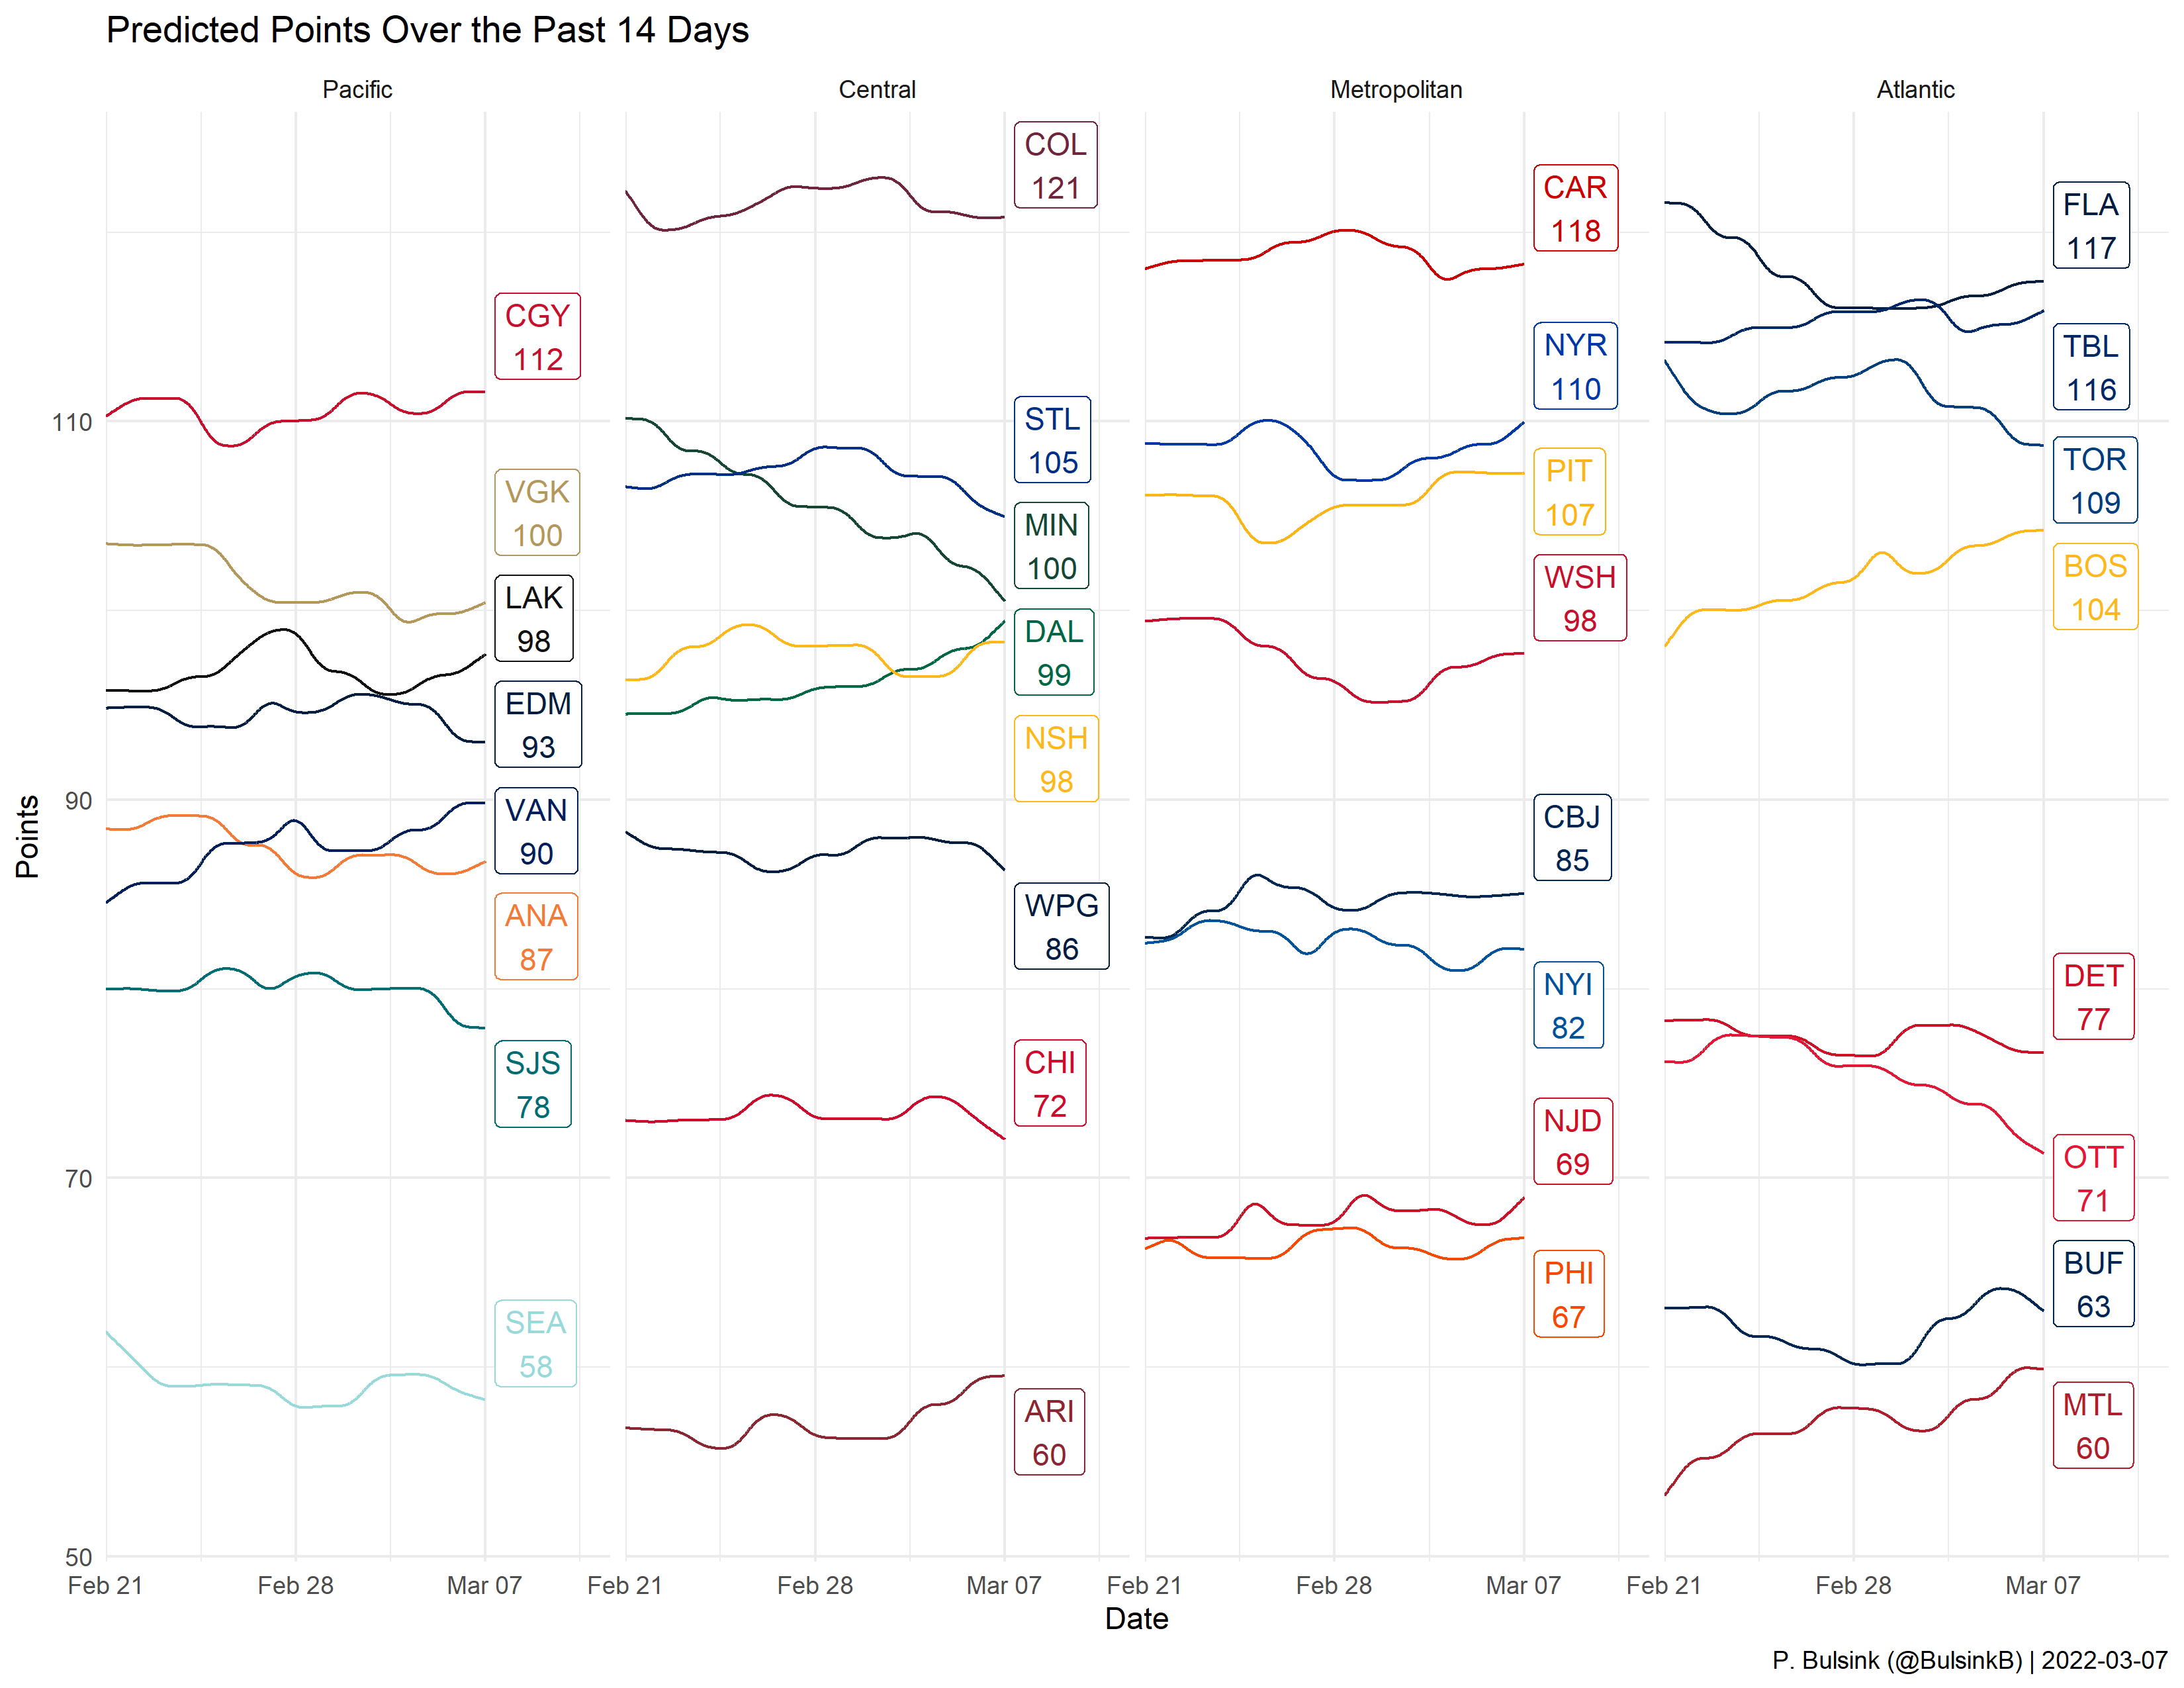 Predicted Points Over the Past 14 Days
Pacific
Central
Metropolitan
Atlantic
Points
110
90
70
50
CGY
112
VGK
100
LAK
98
EDM
93
VAN
90
ANA
87
SJS
78
SEA
58
COL
121
STL
105
MIN
100
DAL
99
NSH
98
WPG
86
CHI
72
ARI
60
CAR
118
NYR
110
PIT
107
WSH
98
CBJ
85
NYI
82
NJD
69
PHI
67
FLA
117
TBL
116
TOR
109
BOS
104
DET
77
OTT
71
BUF
63
MTL
60
Feb 21 Feb 28 Mar 07 Feb 21 Feb 28 Mar 07 Feb 21 Feb 28 Mar 07 Feb 21 Feb 28 Mar 07
Date
P. Bulsink (@BulsinkB) | 2022-03-07